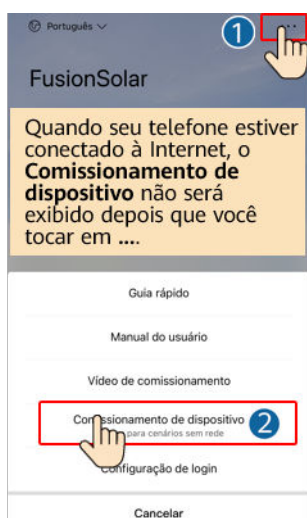 Português
1
...
FusionSolar
Quando seu telefone estiver
conectado à Internet, o
Comissionamento de
dispositivo não será
exibido depois que você
tocar em ....
Guia rápido
Manual do usuário
Vídeo de comissionamento
Comissionamento de dispositivo 2
para cenários sem rede
Configuração de login
Cancelar